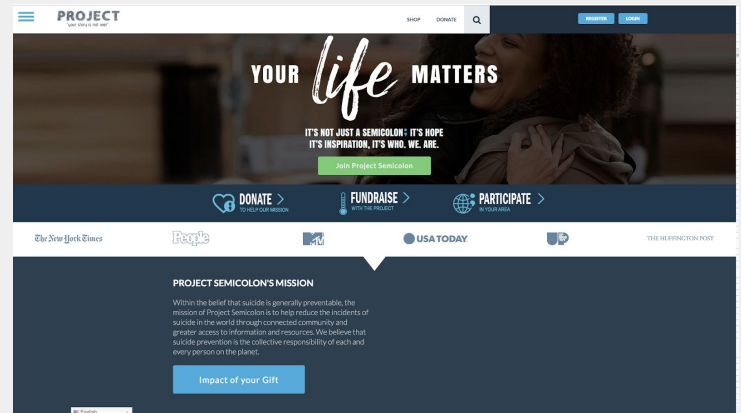 PROJECT
"your story is not over"
SHOP DONATE
REGISTER LOGIN
YOUR life MATTERS
IT'S NOT JUST A SEMICOLON; IT'S HOPE
IT'S INSPIRATION, IT'S WHO. WE. ARE.
Join Project Semicolon
DONATE >
TO HELP OUR MISSION
FUNDRAISE >
WITH THE PROJECT
PARTICIPATE >
IN YOUR AREA
The New York Times
People
MTV
USA TODAY
UP
THE HUFFINGTON POST
PROJECT SEMICOLON'S MISSION
Within the belief that suicide is generally preventable, the
mission of Project Semicolon is to help reduce the incidents of
suicide in the world through connected community and
greater access to information and resources. We believe that
suicide prevention is the collective responsibility of each and
every person on the planet.
Impact of your Gift
English